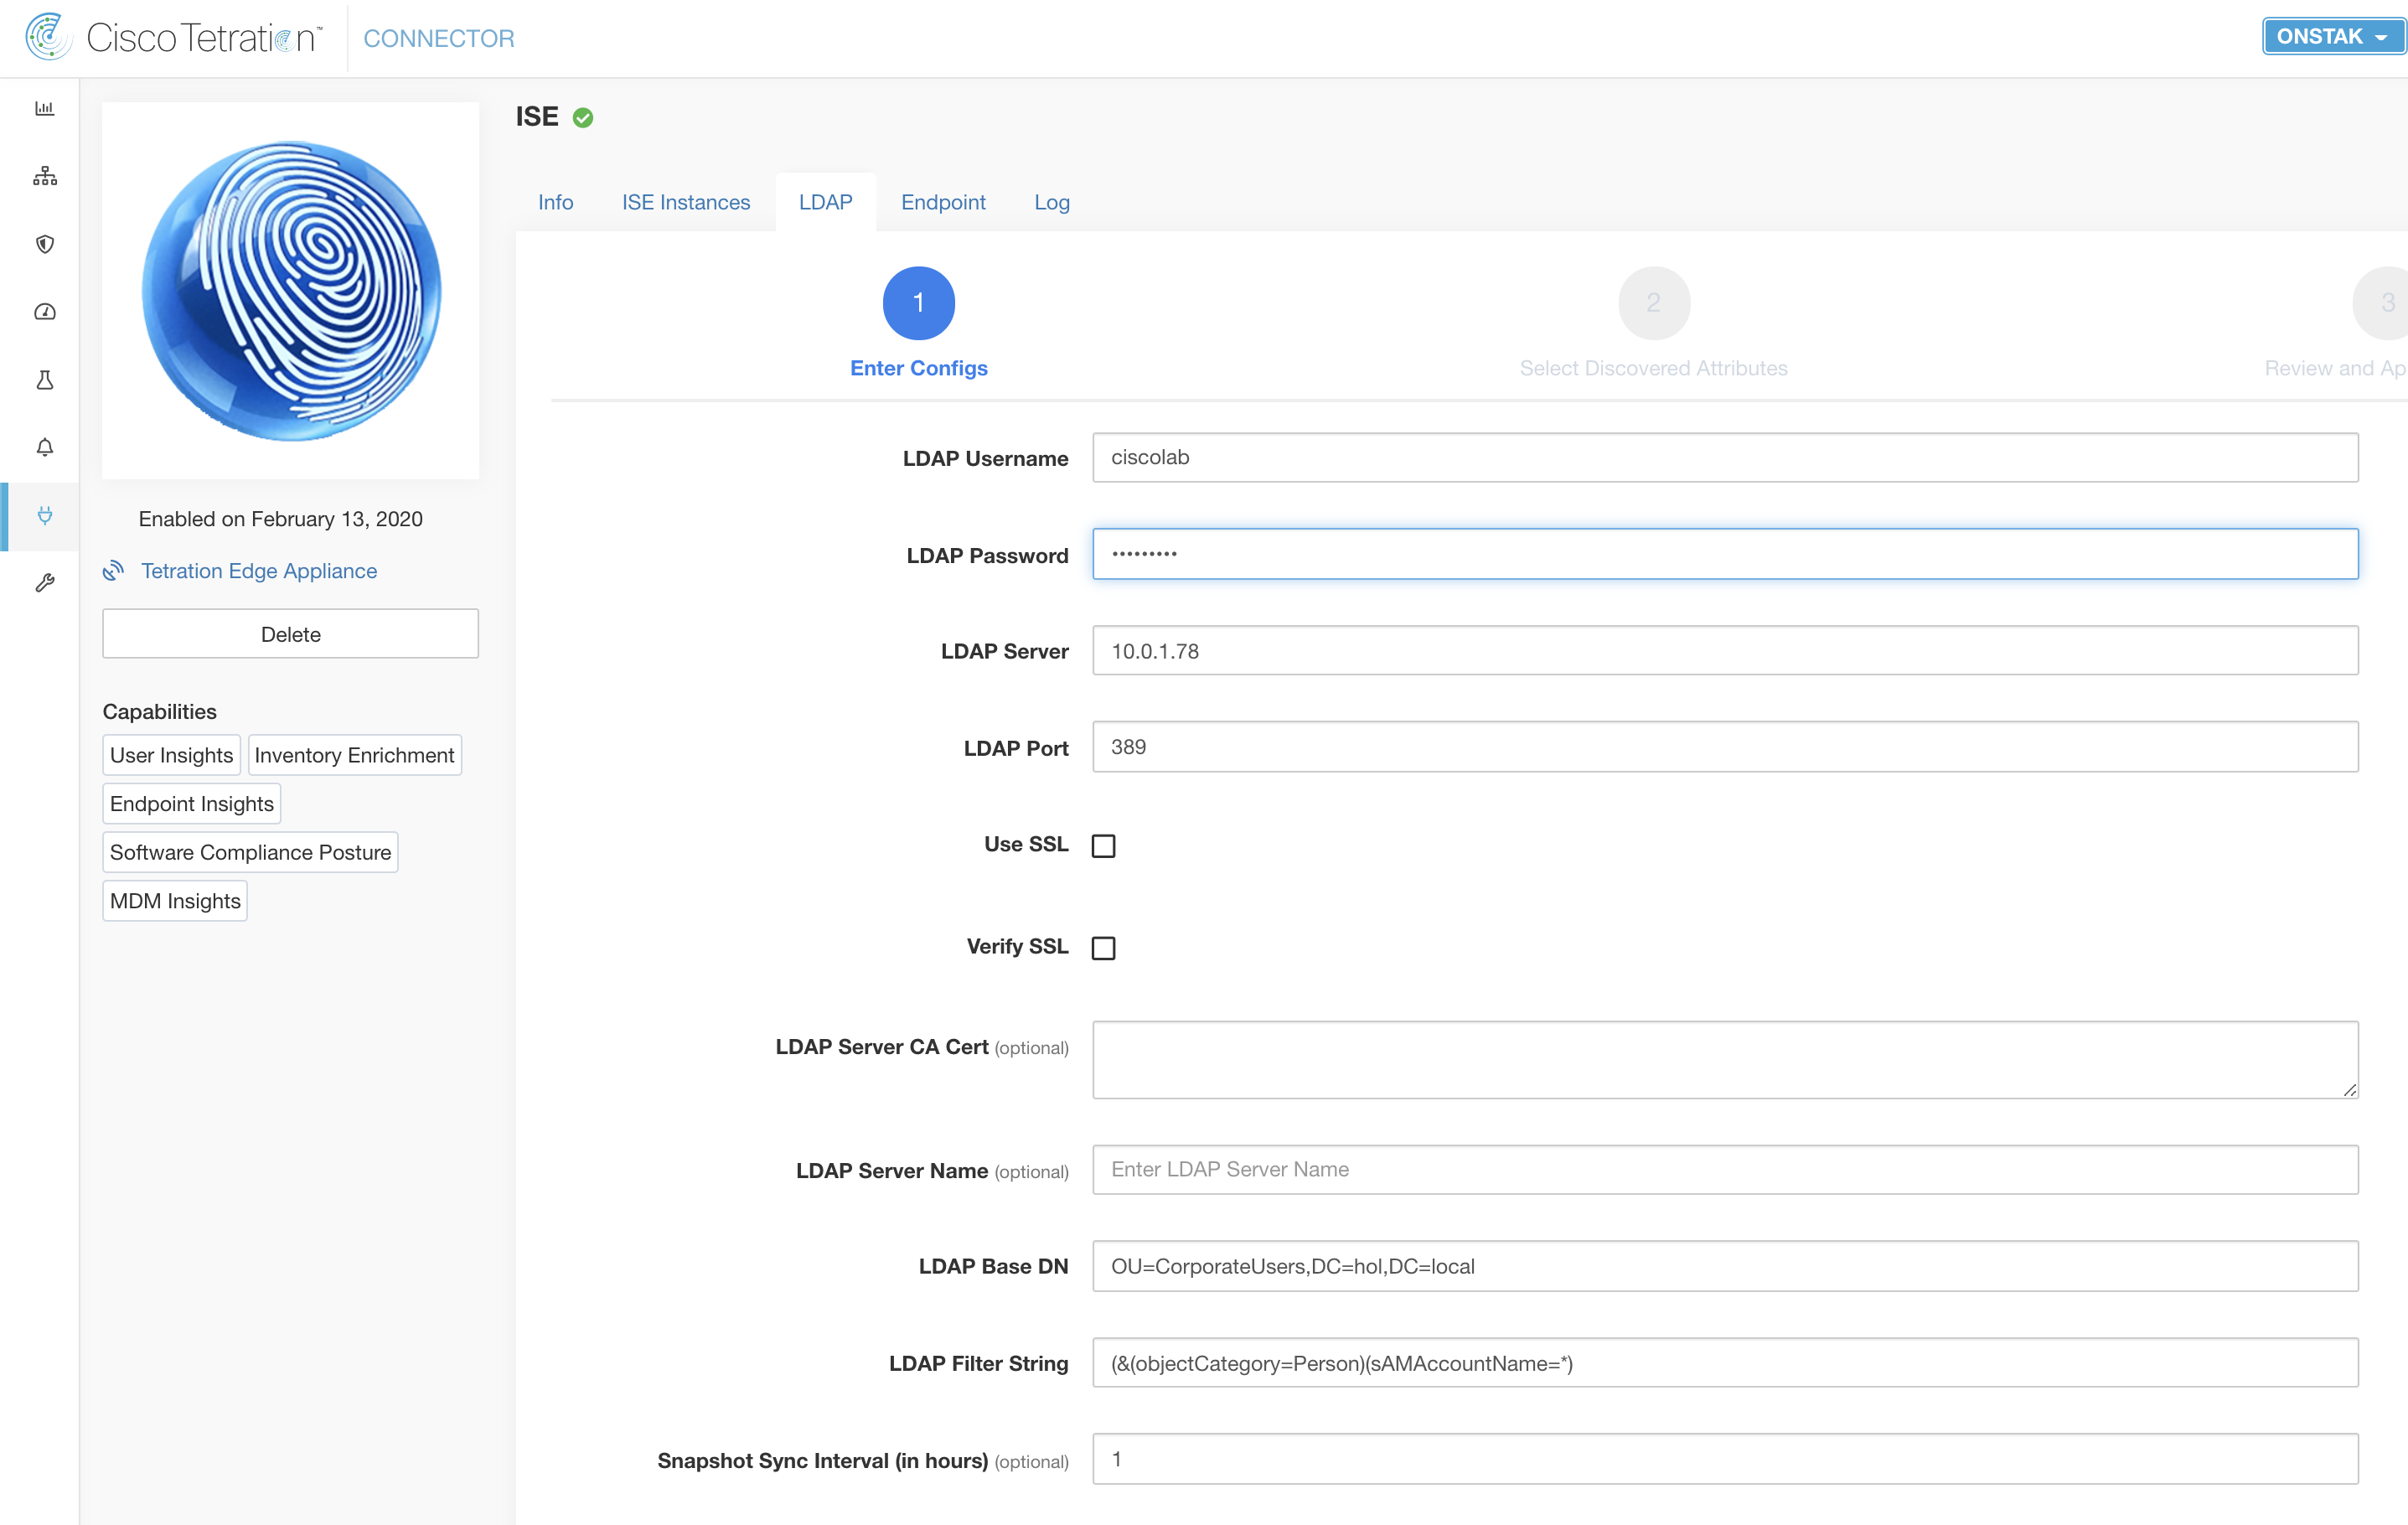 Cisco Tetration™ CONNECTOR ONSTAK
ISE
Info ISE Instances LDAP Endpoint Log
1 2 3
Enter Configs Select Discovered Attributes Review and Ap
LDAP Username ciscolab
LDAP Password •••••••••
LDAP Server 10.0.1.78
LDAP Port 389
Use SSL
Verify SSL
LDAP Server CA Cert (optional)
LDAP Server Name (optional) Enter LDAP Server Name
LDAP Base DN OU=CorporateUsers,DC=hol,DC=local
LDAP Filter String (&(objectCategory=Person)(sAMAccountName=*)
Snapshot Sync Interval (in hours) (optional) 1
Enabled on February 13, 2020
Tetration Edge Appliance
Delete
Capabilities
User Insights Inventory Enrichment
Endpoint Insights
Software Compliance Posture
MDM Insights